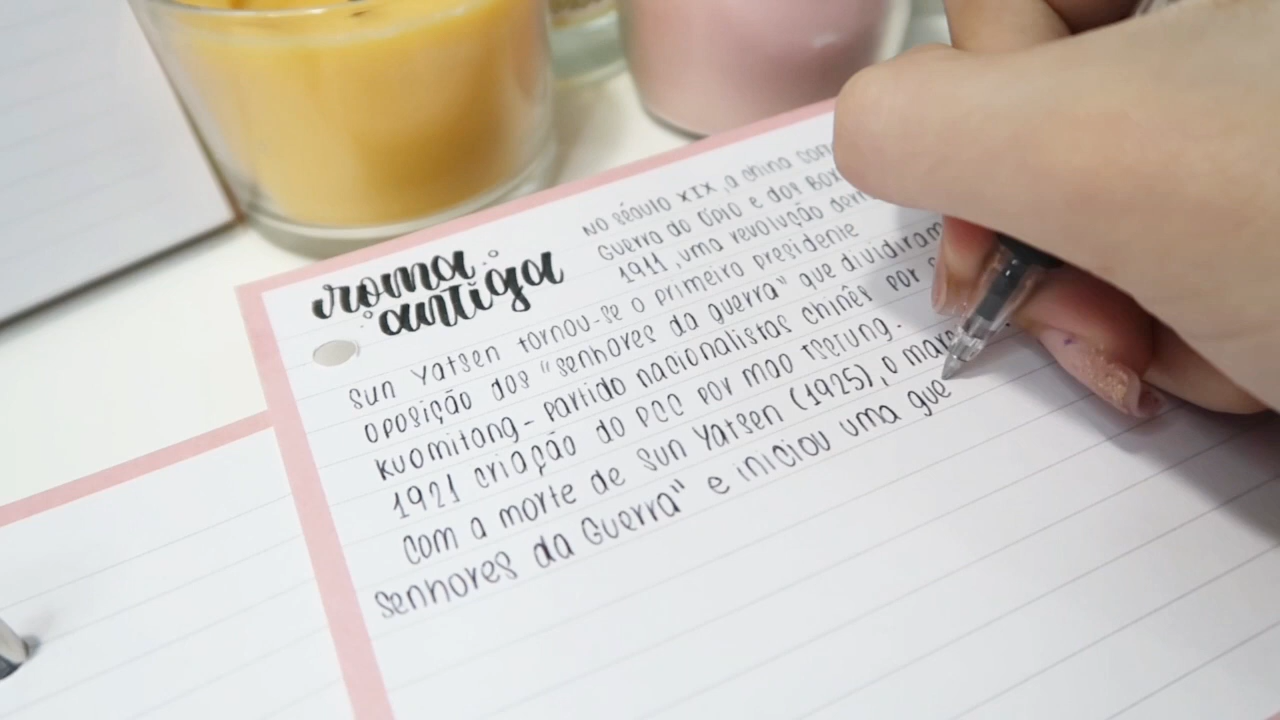 roma
antiga
NO SÉCULO XIX, a CHINA
GUERRA DO ÓPIO E DOS
1911, UMA REVOLUÇÃO
SUN YATSEN TORNOU-SE O PRIMEIRO PRESIDENTE
OPOSIÇÃO DOS "SENHORES DA GUERRA" QUE DIVIDIRAM
KUOMITANG - PARTIDO NACIONALISTAS CHINÊS POR
1921 CRIAÇÃO DO PCC POR MAO TSETUNG.
COM A MORTE DE SUN YATSEN (1925), O
SENHORES DA GUERRA" E INICIOU UMA GUE